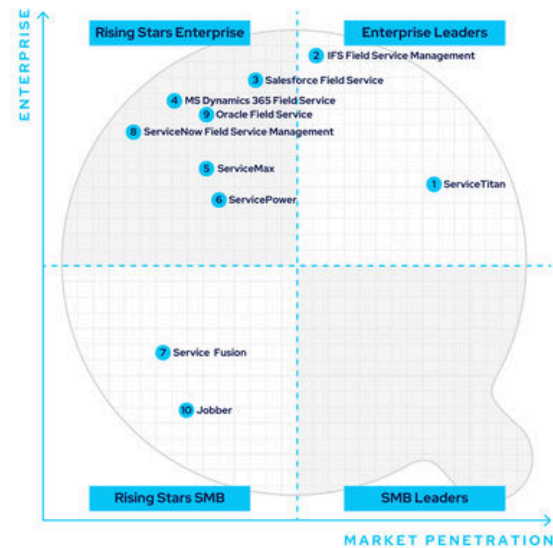 Rising Stars Enterprise
Enterprise Leaders
ENTERPRISE
2 IFS Field Service Management
3 Salesforce Field Service
4 MS Dynamics 365 Field Service
9 Oracle Field Service
8 ServiceNow Field Service Management
5 ServiceMax
1 ServiceTitan
6 ServicePower
7 Service Fusion
10 Jobber
Rising Stars SMB
SMB Leaders
MARKET PENETRATION